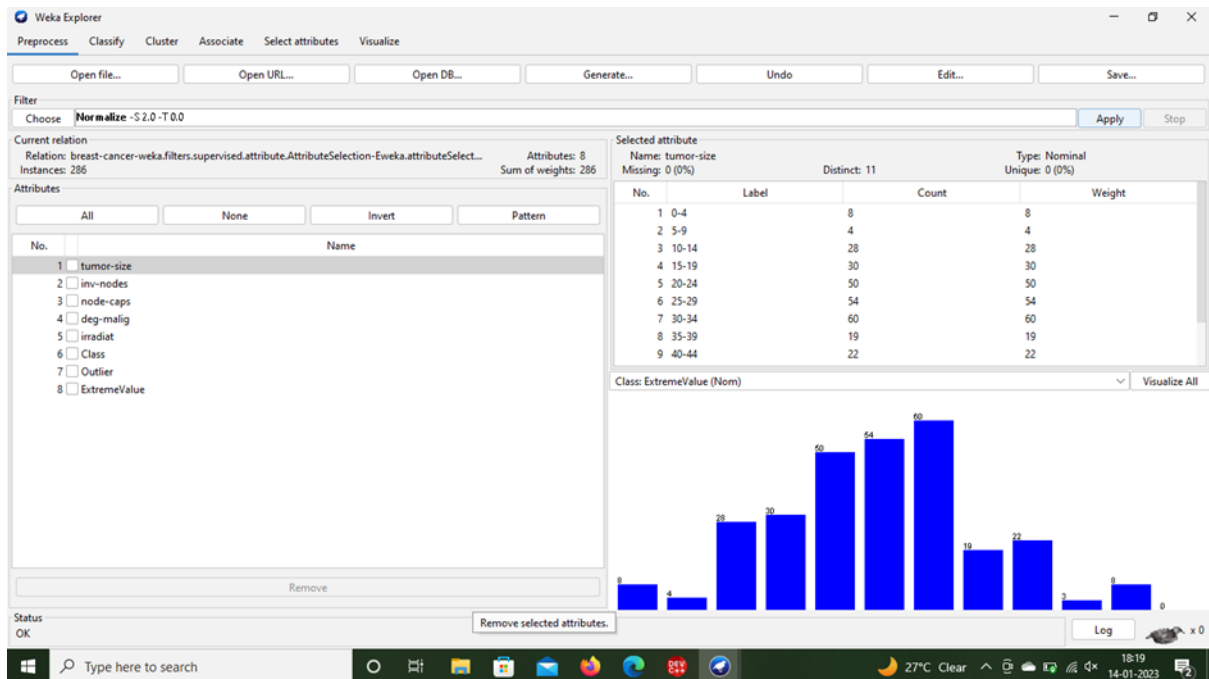 Weka Explorer
Preprocess Classify Cluster Associate Select attributes Visualize
Open file... Open URL... Open DB... Generate... Undo Edit... Save...
Filter
Choose Normalize -S 2.0 -T 0.0 Apply Stop
Current relation
Relation: breast-cancer-weka.filters.supervised.attribute.AttributeSelection-Eweka.attributeSelect... Attributes: 8
Instances: 286 Sum of weights: 286
Attributes
All None Invert Pattern
No. Name
1 tumor-size
2 inv-nodes
3 node-caps
4 deg-malig
5 irradiat
6 Class
7 Outlier
8 ExtremeValue
Remove
Selected attribute
Name: tumor-size Type: Nominal
Missing: 0 (0%) Distinct: 11 Unique: 0 (0%)
No. Label Count Weight
1 0-4 8 8
2 5-9 4 4
3 10-14 28 28
4 15-19 30 30
5 20-24 50 50
6 25-29 54 54
7 30-34 60 60
8 35-39 19 19
9 40-44 22 22
Class: ExtremeValue (Nom) Visualize All
8 4 28 30 50 54 60 19 22 3 8 0
Status
OK
Remove selected attributes.
Log x 0
Type here to search
DEV C++
27°C Clear
18:19
14-01-2023
2